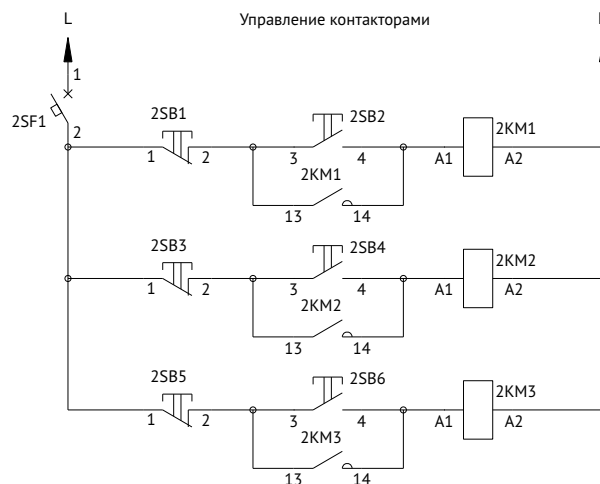 L Управление контакторами
1
2SF1
2
2SB1 2SB2 2KM1
1 2 3 4 A1 A2
2KM1
13 14
2SB3 2SB4 2KM2
1 2 3 4 A1 A2
2KM2
13 14
2SB5 2SB6 2KM3
1 2 3 4 A1 A2
2KM3
13 14